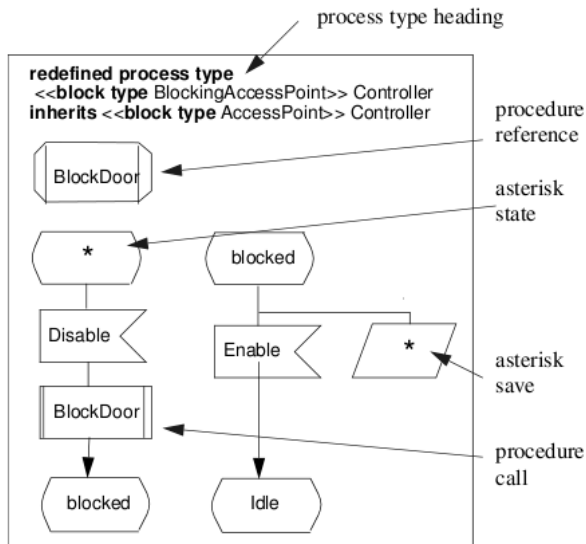 process type heading
redefined process type
<<block type BlockingAccessPoint>> Controller
inherits <<block type AccessPoint>> Controller
procedure
reference
BlockDoor
asterisk
state
*
blocked
Disable
Enable
*
asterisk
save
BlockDoor
procedure
call
blocked
Idle